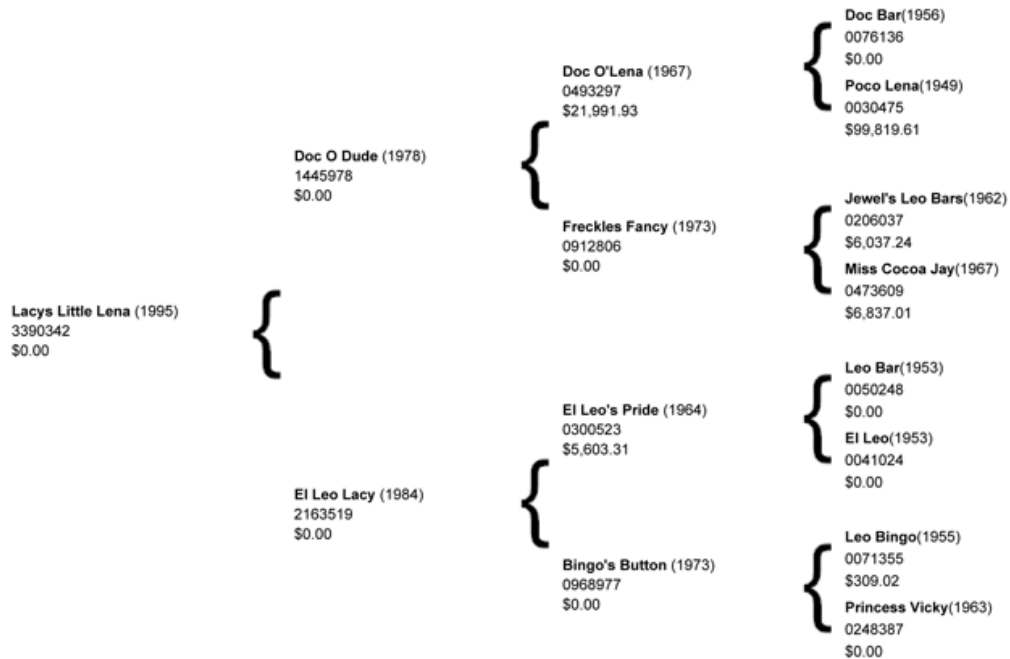 Lacys Little Lena (1995)
3390342
$0.00
Doc O Dude (1978)
1445978
$0.00
El Leo Lacy (1984)
2163519
$0.00
Doc O'Lena (1967)
0493297
$21,991.93
Freckles Fancy (1973)
0912806
$0.00
El Leo's Pride (1964)
0300523
$5,603.31
Bingo's Button (1973)
0968977
$0.00
Doc Bar(1956)
0076136
$0.00
Poco Lena(1949)
0030475
$99,819.61
Jewel's Leo Bars(1962)
0206037
$6,037.24
Miss Cocoa Jay(1967)
0473609
$6,837.01
Leo Bar(1953)
0050248
$0.00
El Leo(1953)
0041024
$0.00
Leo Bingo(1955)
0071355
$309.02
Princess Vicky(1963)
0248387
$0.00